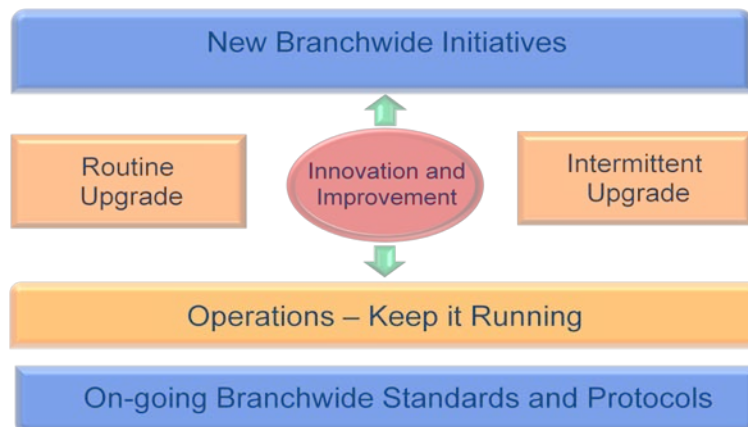 New Branchwide Initiatives
Routine
Upgrade
Innovation and
Improvement
Intermittent
Upgrade
Operations – Keep it Running
On-going Branchwide Standards and Protocols